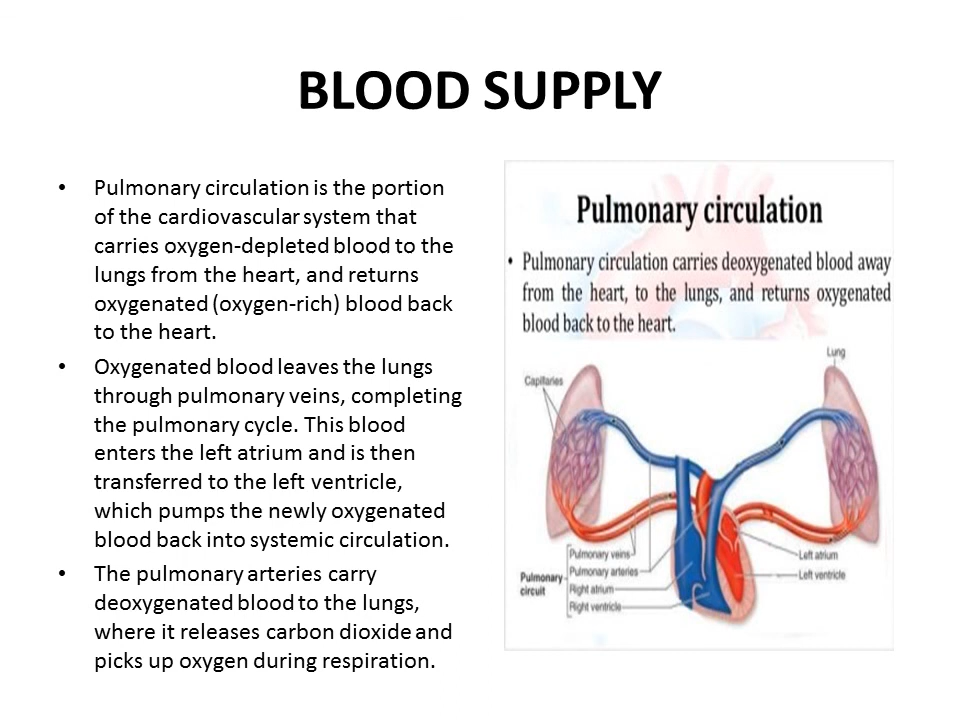 BLOOD SUPPLY
• Pulmonary circulation is the portion
of the cardiovascular system that
carries oxygen-depleted blood to the
lungs from the heart, and returns
oxygenated (oxygen-rich) blood back
to the heart.
• Oxygenated blood leaves the lungs
through pulmonary veins, completing
the pulmonary cycle. This blood
enters the left atrium and is then
transferred to the left ventricle,
which pumps the newly oxygenated
blood back into systemic circulation.
• The pulmonary arteries carry
deoxygenated blood to the lungs,
where it releases carbon dioxide and
picks up oxygen during respiration.
Pulmonary circulation
• Pulmonary circulation carries deoxygenated blood away
from the heart, to the lungs, and returns oxygenated
blood back to the heart.
Lung
Capillaries
Pulmonary circuit
Pulmonary veins
Pulmonary arteries
Right atrium
Right ventricle
Left atrium
Left ventricle